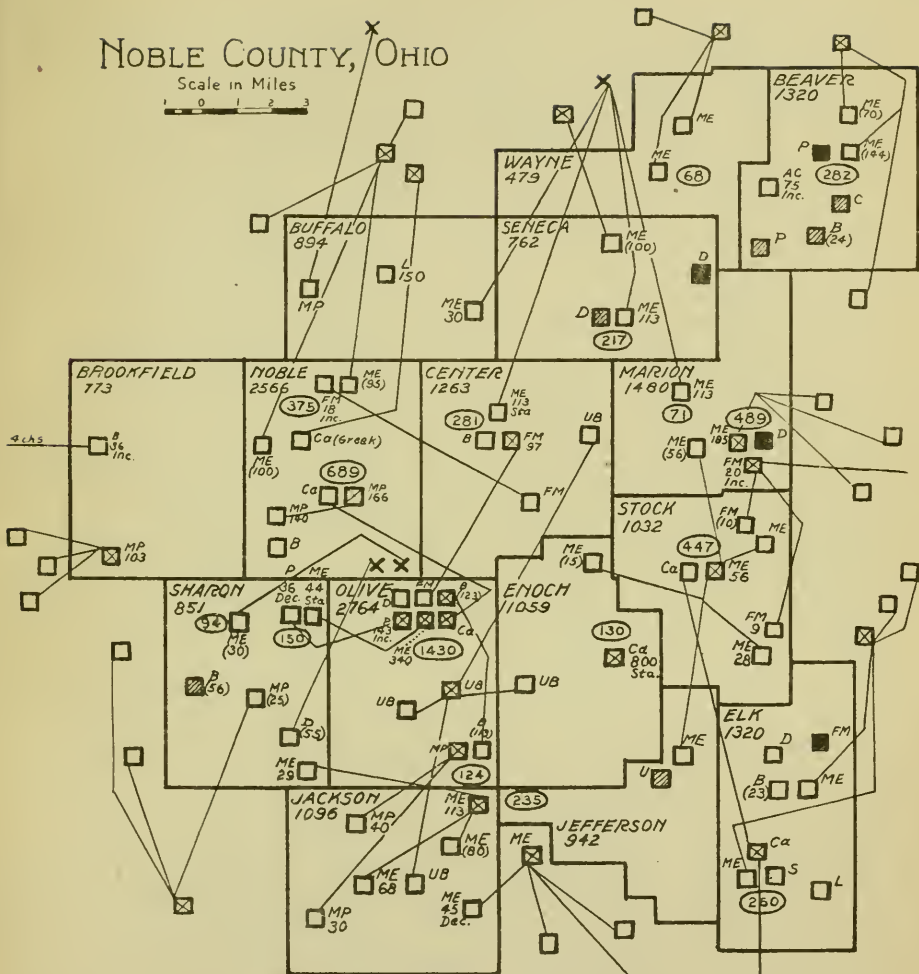 NOBLE COUNTY, OHIO
Scale in Miles
1 0 1 2 3
BEAVER
1320
ME
(70)
P
ME
(144)
282
AC
75
Inc.
C
B
(24)
P
WAYNE
479
ME
ME
68
BUFFALO
894
L
150
MP
ME
30
SENECA
762
ME
(100)
D
D
ME
113
217
BROOKFIELD
773
4 chs
B
36
Inc.
MP
103
NOBLE
2566
375
FM
18
Inc.
ME
(95)
Ca (Greek)
ME
(100)
689
Ca
MP
166
MP
140
B
CENTER
1263
ME
113
Sta
281
B
FM
97
UB
FM
MARION
1480
ME
113
71
489
ME
(56)
ME
185
D
FM
20
Inc.
STOCK
1032
FM
(10)
ME
447
Ca
ME
56
FM
9
ME
28
SHARON
851
P
36
Dec.
ME
44
Sta
94
ME
(30)
150
B
(56)
MP
(25)
D
(55)
ME
29
OLIVE
2764
D
FM
B
(123)
P
143
Inc.
ME
340
Ca
1430
UB
UB
MP
B
(112)
124
ENOCH
1059
ME
(15)
130
Ca
800
Sta.
UB
ELK
1320
D
FM
B
(23)
ME
Ca
ME
S
260
L
JACKSON
1096
MP
40
ME
113
ME
(80)
ME
68
UB
MP
30
ME
45
Dec.
235
JEFFERSON
942
ME
U
ME